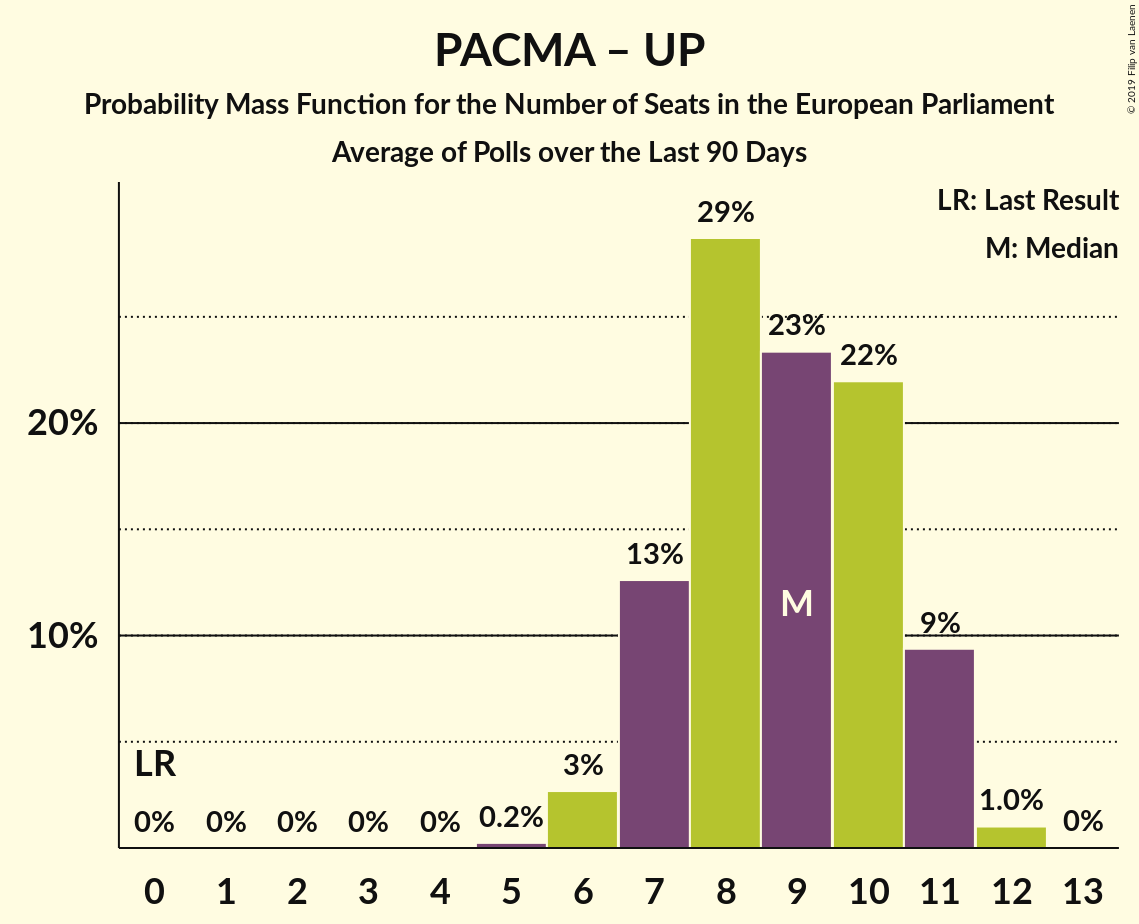 PACMA – UP
Probability Mass Function for the Number of Seats in the European Parliament
Average of Polls over the Last 90 Days
© 2019 Filip van Laenen
LR: Last Result
M: Median
29%
23%
22%
20%
13%
M
10%
9%
LR
3%
1.0%
0% 0% 0% 0% 0% 0.2% 0%
0 1 2 3 4 5 6 7 8 9 10 11 12 13